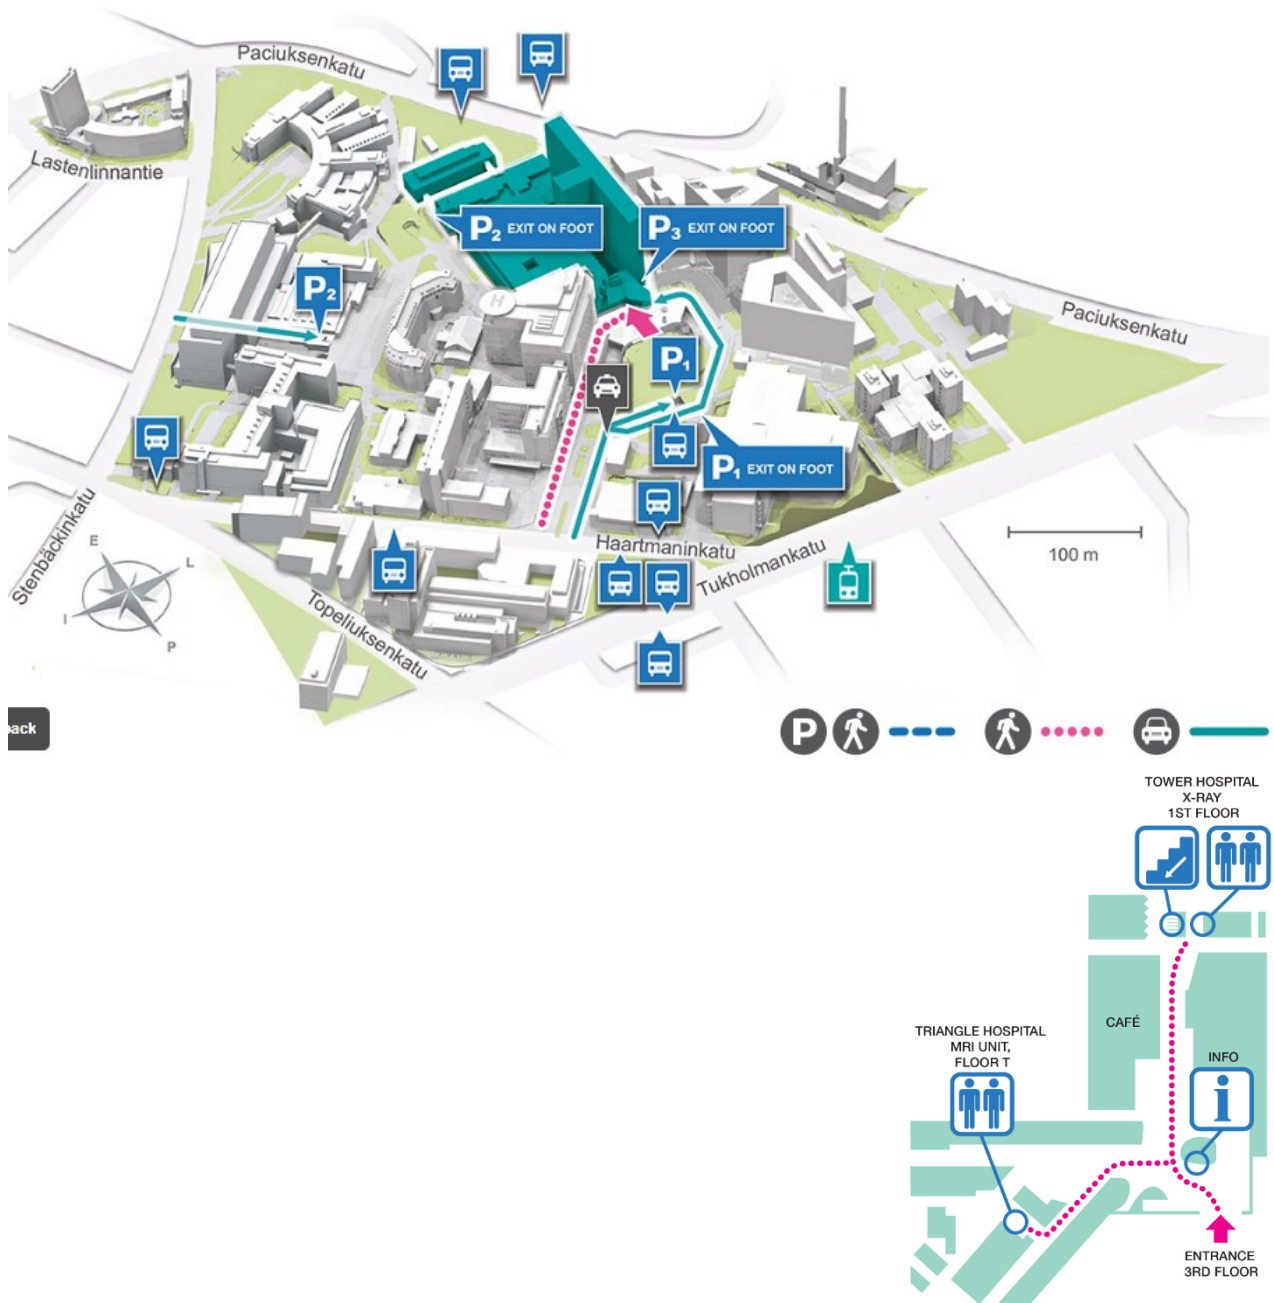 Paciuksenkatu
Lastenlinnantie
P2 EXIT ON FOOT
P3 EXIT ON FOOT
P2
H
Paciuksenkatu
P1
P1 EXIT ON FOOT
Haartmaninkatu
Tukholmankatu
100 m
Stenbäckinkatu
E
L
I
P
Topeliuksenkatu
P
TOWER HOSPITAL
X-RAY
1ST FLOOR
CAFÉ
TRIANGLE HOSPITAL
MRI UNIT,
FLOOR T
INFO
i
ENTRANCE
3RD FLOOR